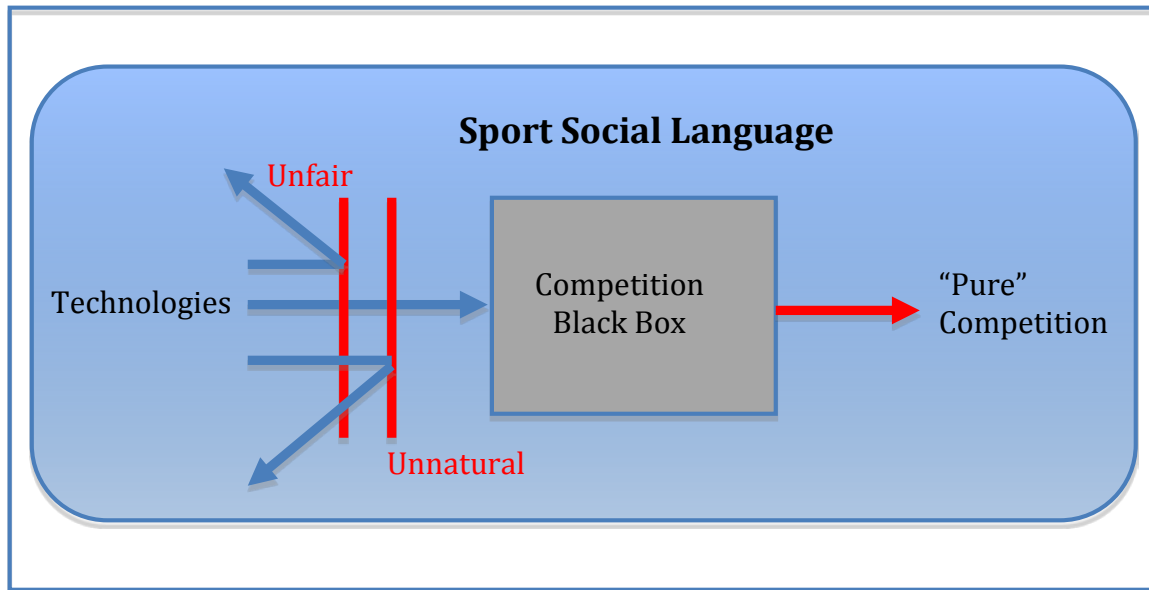 Sport Social Language
Unfair
Technologies
Competition
Black Box
“Pure”
Competition
Unnatural